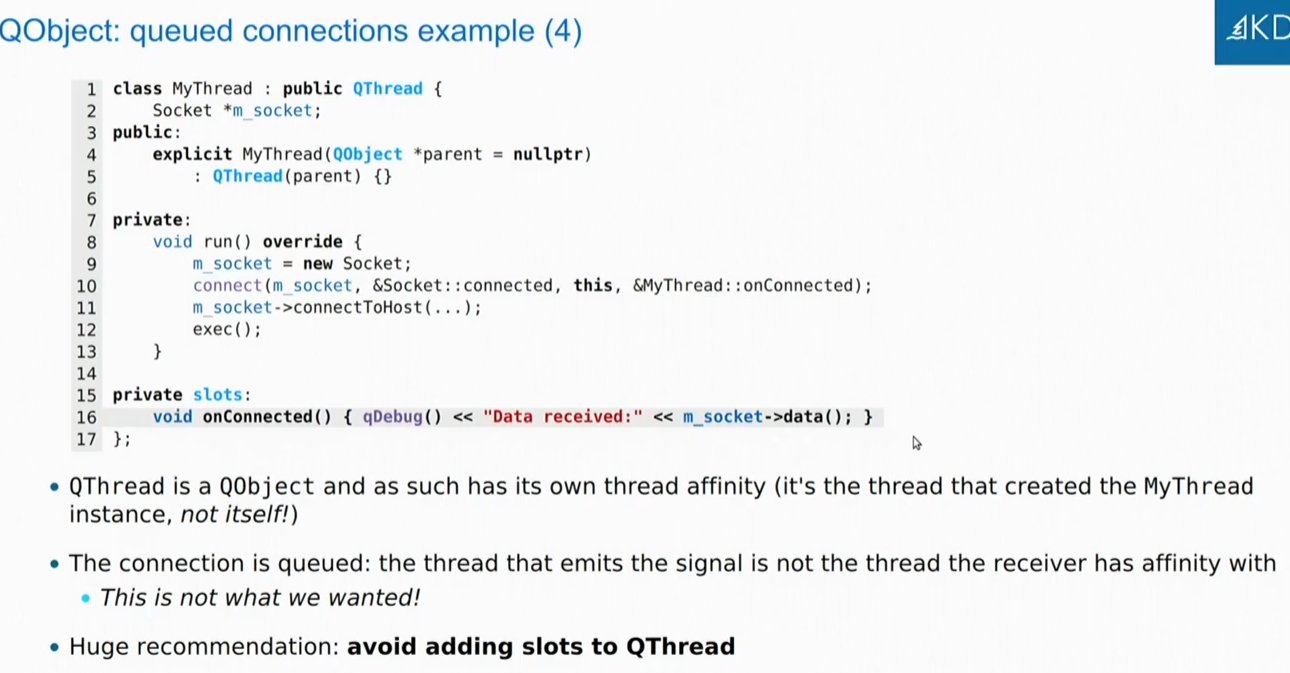 QObject: queued connections example (4)
KD
1 class MyThread : public QThread {
2     Socket *m_socket;
3 public:
4     explicit MyThread(QObject *parent = nullptr)
5         : QThread(parent) {}
6
7 private:
8     void run() override {
9         m_socket = new Socket;
10         connect(m_socket, &Socket::connected, this, &MyThread::onConnected);
11         m_socket->connectToHost(...);
12         exec();
13     }
14
15 private slots:
16     void onConnected() { qDebug() << "Data received:" << m_socket->data(); }
17 };
• QThread is a QObject and as such has its own thread affinity (it's the thread that created the MyThread
instance, not itself!)
• The connection is queued: the thread that emits the signal is not the thread the receiver has affinity with
• This is not what we wanted!
• Huge recommendation: avoid adding slots to QThread